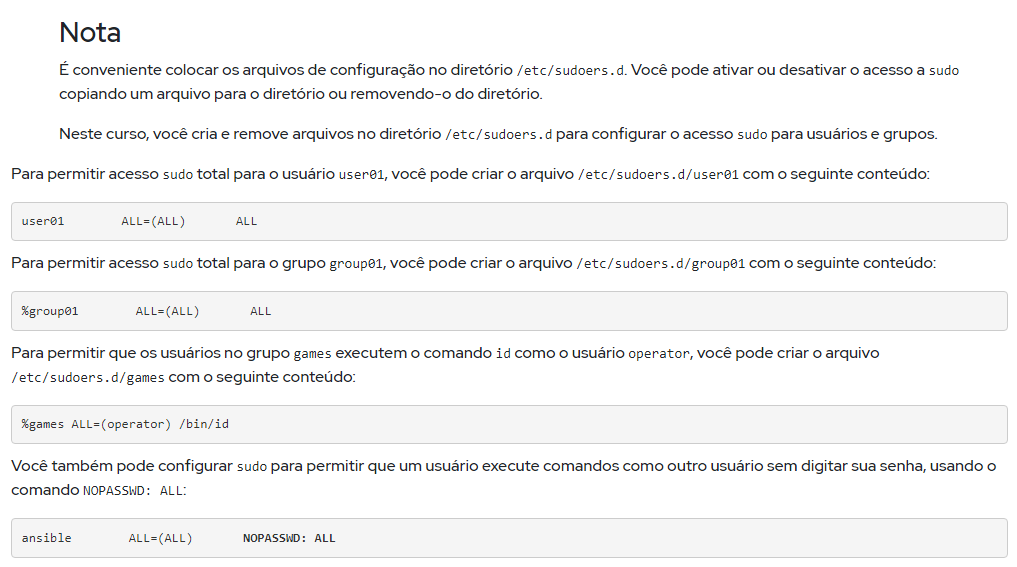 Nota
É conveniente colocar os arquivos de configuração no diretório /etc/sudoers.d. Você pode ativar ou desativar o acesso a sudo
copiando um arquivo para o diretório ou removendo-o do diretório.
Neste curso, você cria e remove arquivos no diretório /etc/sudoers.d para configurar o acesso sudo para usuários e grupos.
Para permitir acesso sudo total para o usuário user01, você pode criar o arquivo /etc/sudoers.d/user01 com o seguinte conteúdo:
user01 ALL=(ALL) ALL
Para permitir acesso sudo total para o grupo group01, você pode criar o arquivo /etc/sudoers.d/group01 com o seguinte conteúdo:
%group01 ALL=(ALL) ALL
Para permitir que os usuários no grupo games executem o comando id como o usuário operator, você pode criar o arquivo
/etc/sudoers.d/games com o seguinte conteúdo:
%games ALL=(operator) /bin/id
Você também pode configurar sudo para permitir que um usuário execute comandos como outro usuário sem digitar sua senha, usando o
comando NOPASSWD: ALL:
ansible ALL=(ALL) NOPASSWD: ALL